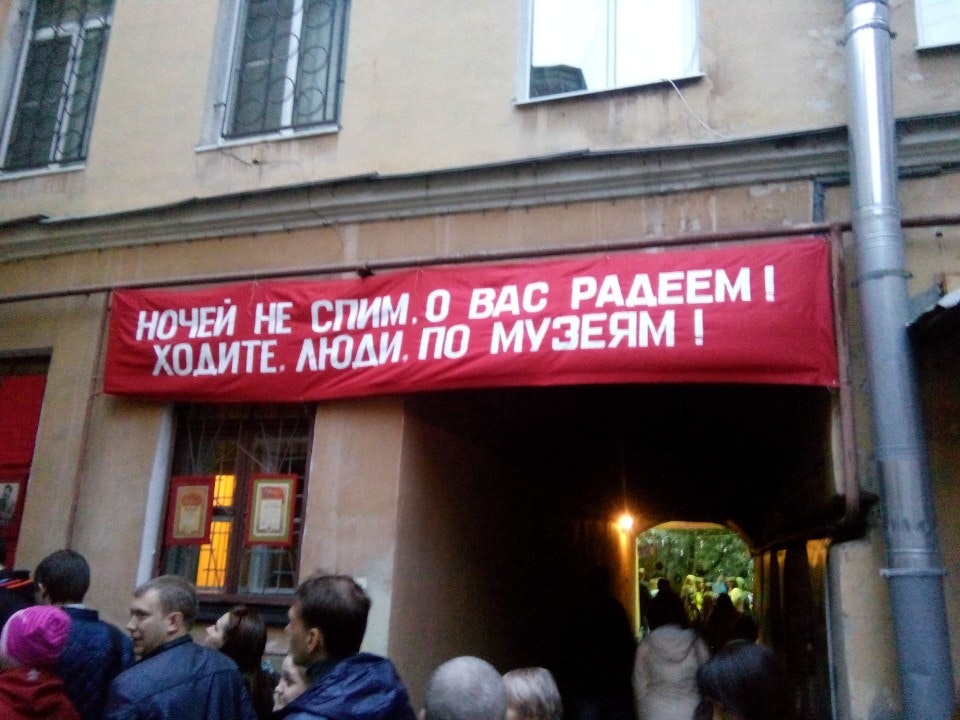 НОЧЕЙ НЕ СПИМ, О ВАС РАДЕЕМ!
ХОДИТЕ, ЛЮДИ, ПО МУЗЕЯМ!